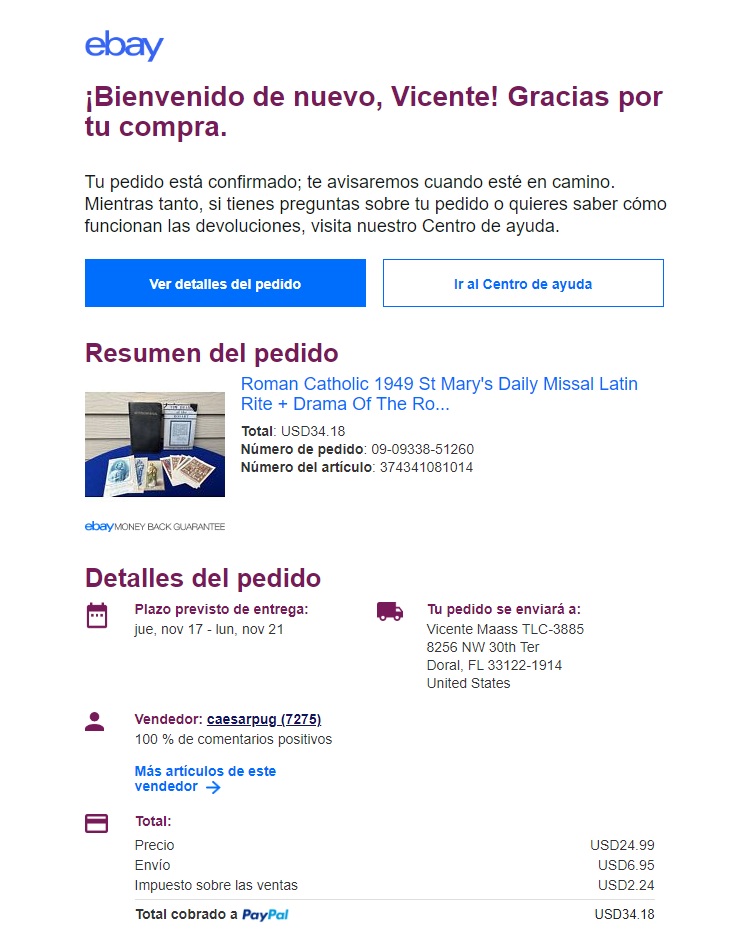 ebay
¡Bienvenido de nuevo, Vicente! Gracias por
tu compra.
Tu pedido está confirmado; te avisaremos cuando esté en camino.
Mientras tanto, si tienes preguntas sobre tu pedido o quieres saber cómo
funcionan las devoluciones, visita nuestro Centro de ayuda.
Ver detalles del pedido
Ir al Centro de ayuda
Resumen del pedido
Roman Catholic 1949 St Mary's Daily Missal Latin
Rite + Drama Of The Ro...
Total: USD34.18
Número de pedido: 09-09338-51260
Número del artículo: 374341081014
ebay MONEY BACK GUARANTEE
Detalles del pedido
Plazo previsto de entrega:
jue, nov 17 - lun, nov 21
Tu pedido se enviará a:
Vicente Maass TLC-3885
8256 NW 30th Ter
Doral, FL 33122-1914
United States
Vendedor: caesarpug (7275)
100 % de comentarios positivos
Más artículos de este
vendedor →
Total:
Precio USD24.99
Envío USD6.95
Impuesto sobre las ventas USD2.24
Total cobrado a PayPal USD34.18